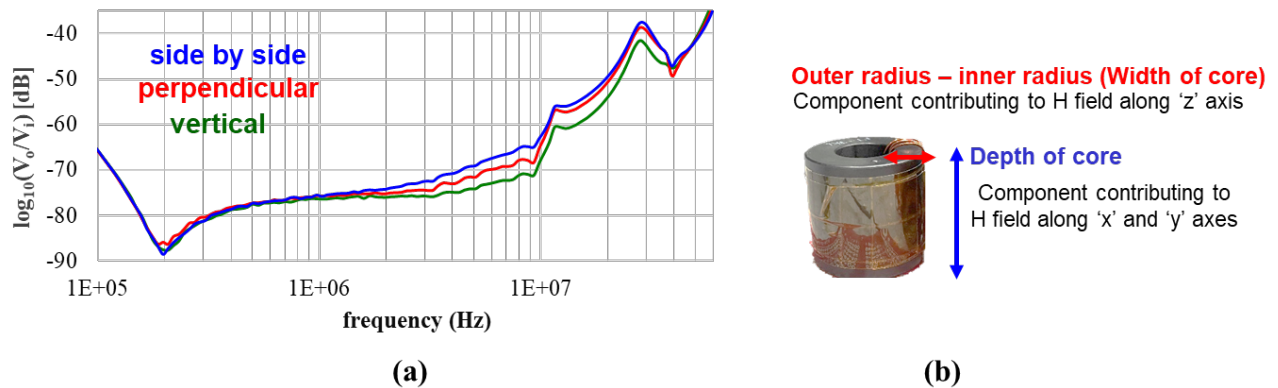 -40
-50
-60
-70
-80
-90
log₁₀(Vₒ/Vᵢ) [dB]
side by side
perpendicular
vertical
1E+05 1E+06 1E+07
frequency (Hz)
(a)
Outer radius – inner radius (Width of core)
Component contributing to H field along ‘z’ axis
Depth of core
Component contributing to
H field along ‘x’ and ‘y’ axes
(b)